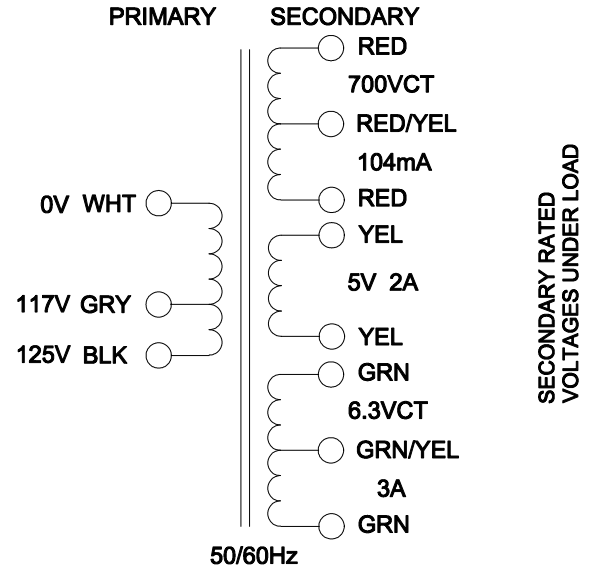 PRIMARY
SECONDARY
RED
700VCT
RED/YEL
104mA
RED
0V WHT
117V GRY
125V BLK
YEL
5V 2A
YEL
GRN
6.3VCT
GRN/YEL
3A
GRN
50/60Hz
SECONDARY RATED
VOLTAGES UNDER LOAD